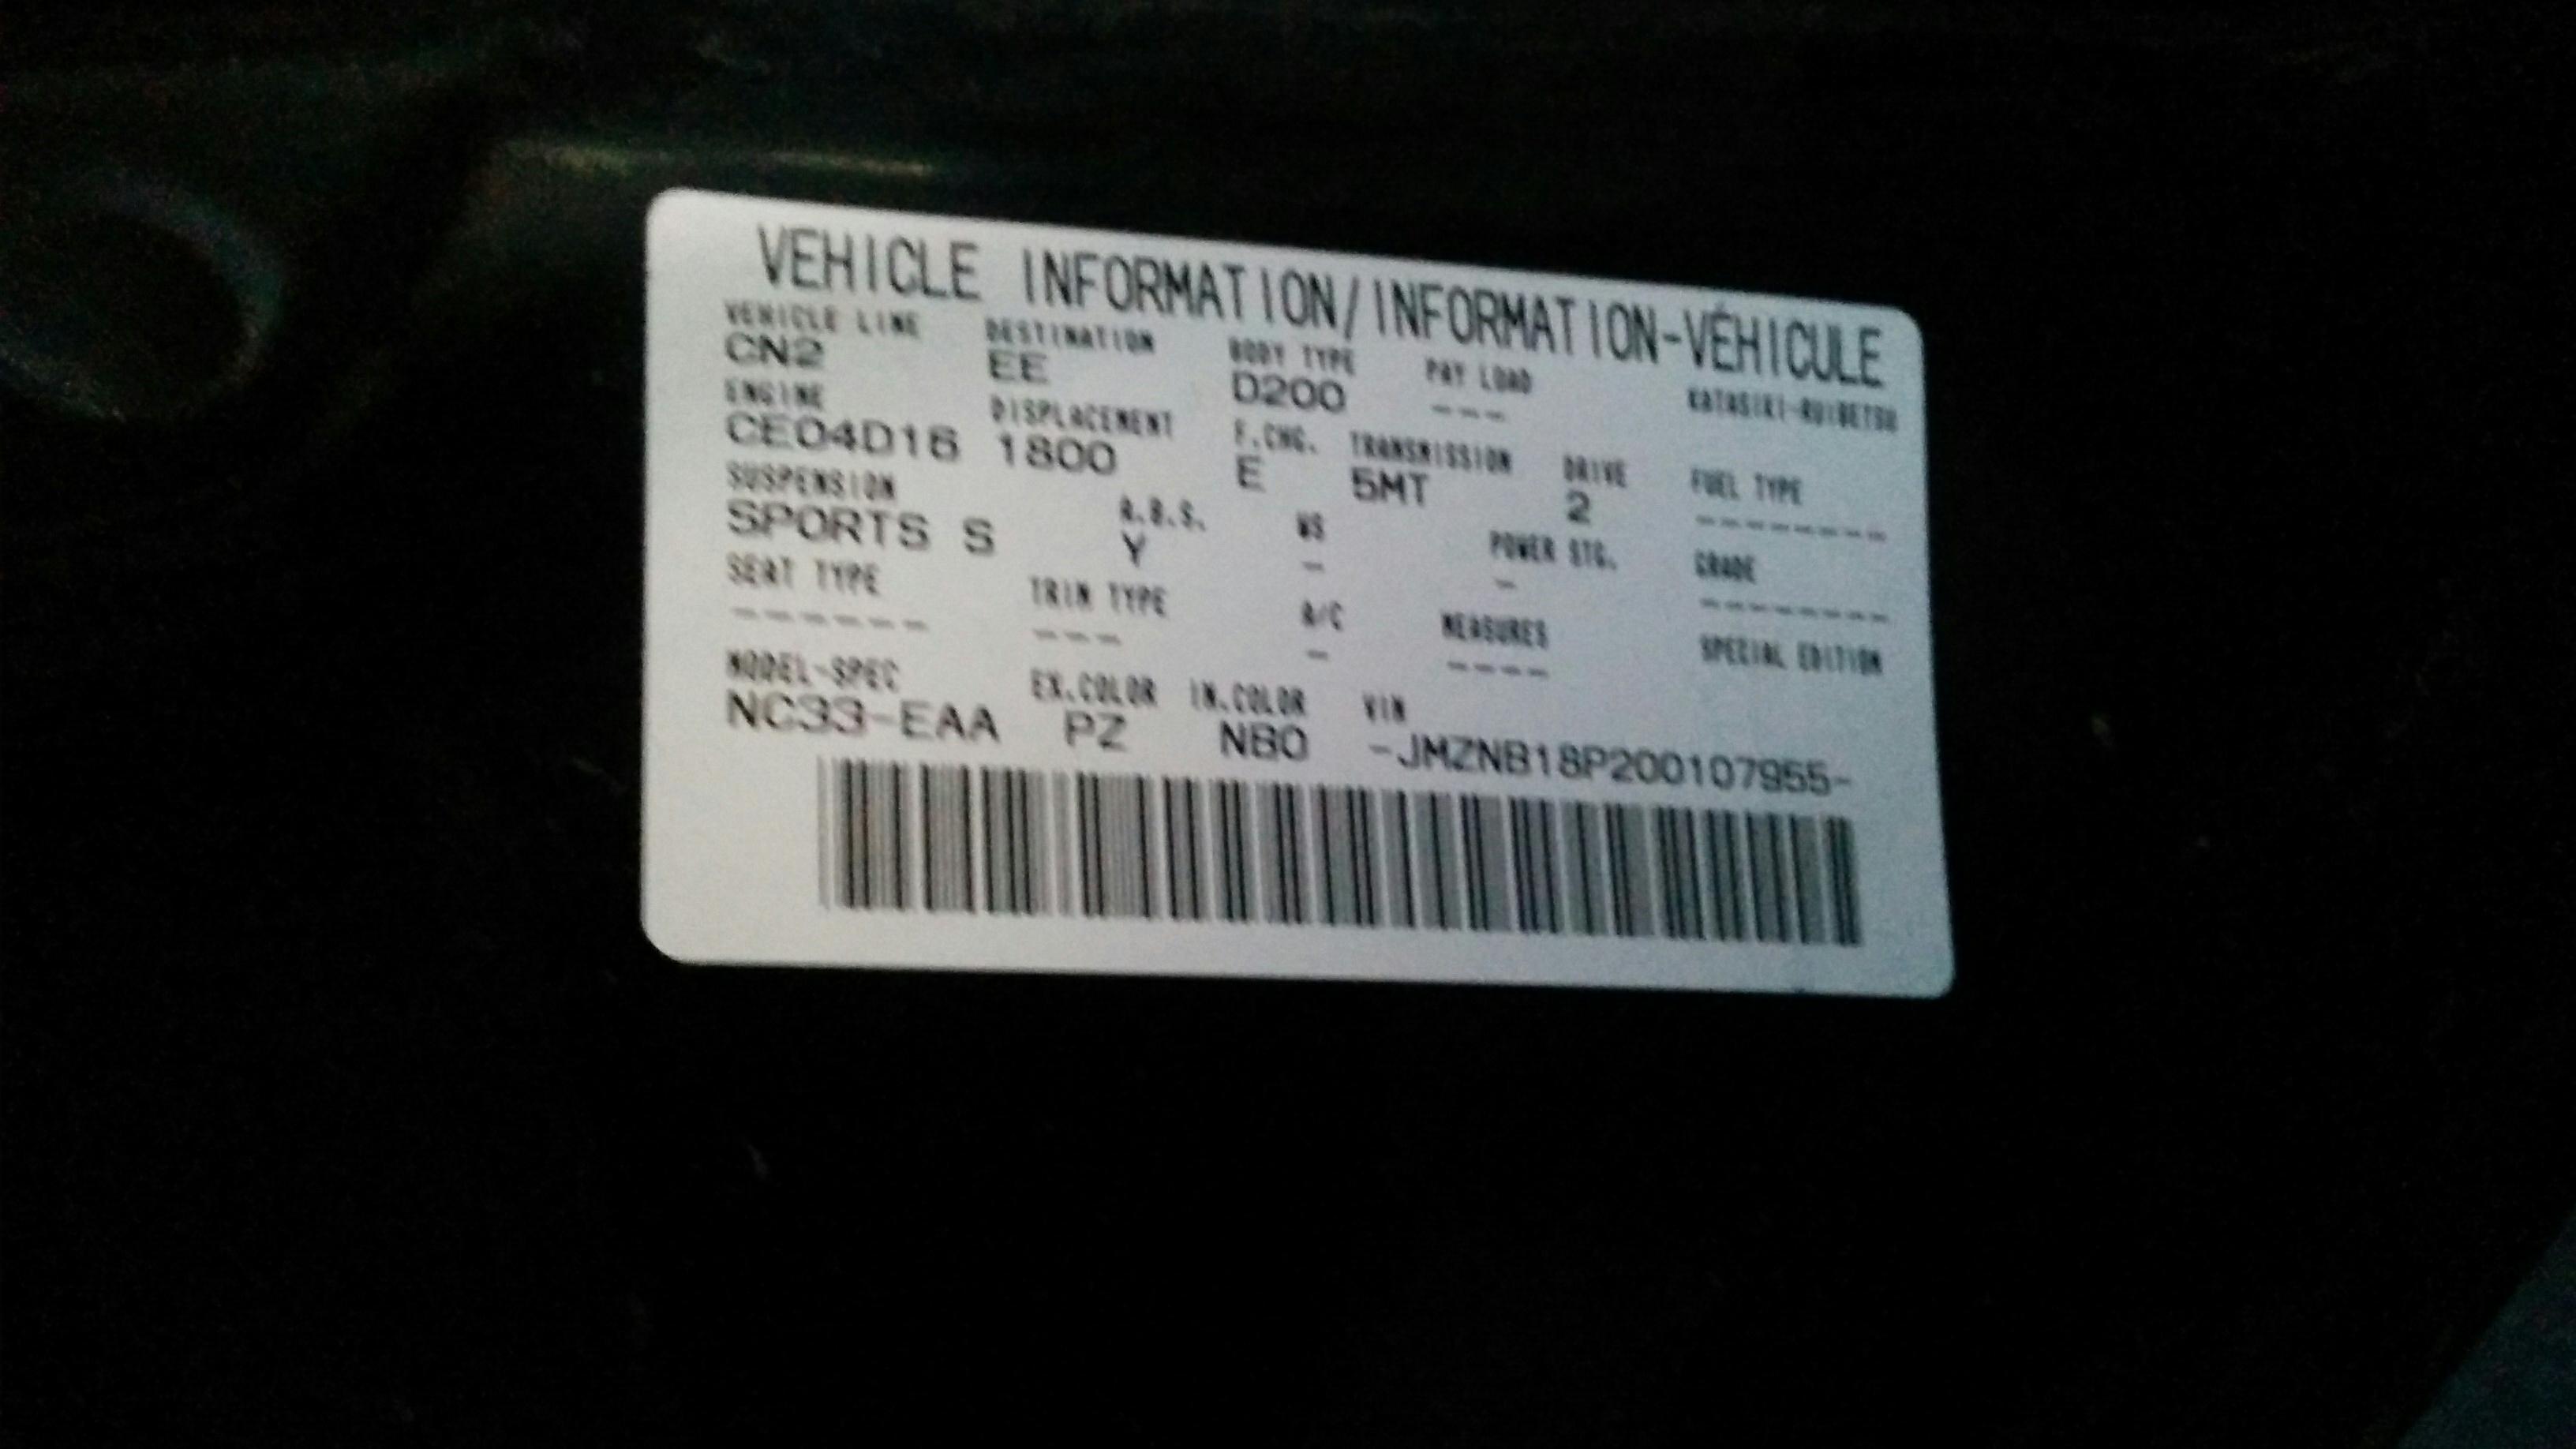 VEHICLE INFORMATION/INFORMATION-VÉHICULE
VEHICLE LINE DESTINATION BODY TYPE PAY LOAD KATASIKI-RUIBETSU
CN2 EE D200 ---
ENGINE DISPLACEMENT F.CHG. TRANSMISSION DRIVE FUEL TYPE
CE04D16 1800 E 5MT 2 --------
SUSPENSION A.B.S. WS POWER STG. GRADE
SPORTS S Y - - --------
SEAT TYPE TRIM TYPE A/C MEASURES SPECIAL EDITION
------ --- - ----
MODEL-SPEC EX.COLOR IN.COLOR VIN
NC33-EAA PZ NB0 -JMZNB18P200107955-